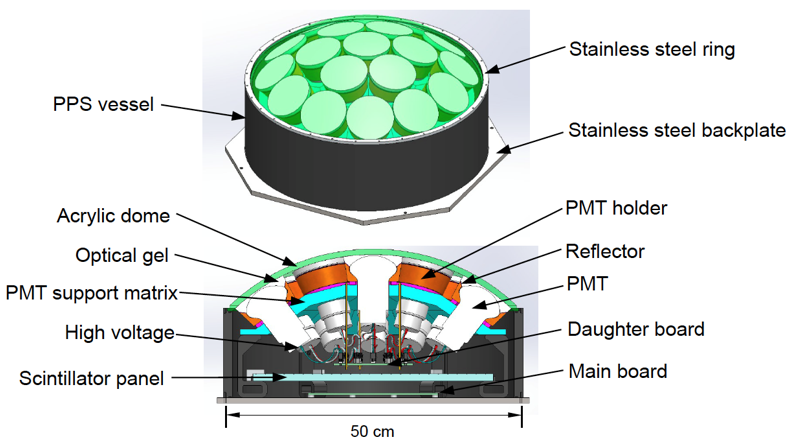 Stainless steel ring
PPS vessel
Stainless steel backplate
Acrylic dome
PMT holder
Optical gel
Reflector
PMT support matrix
PMT
High voltage
Daughter board
Scintillator panel
Main board
50 cm